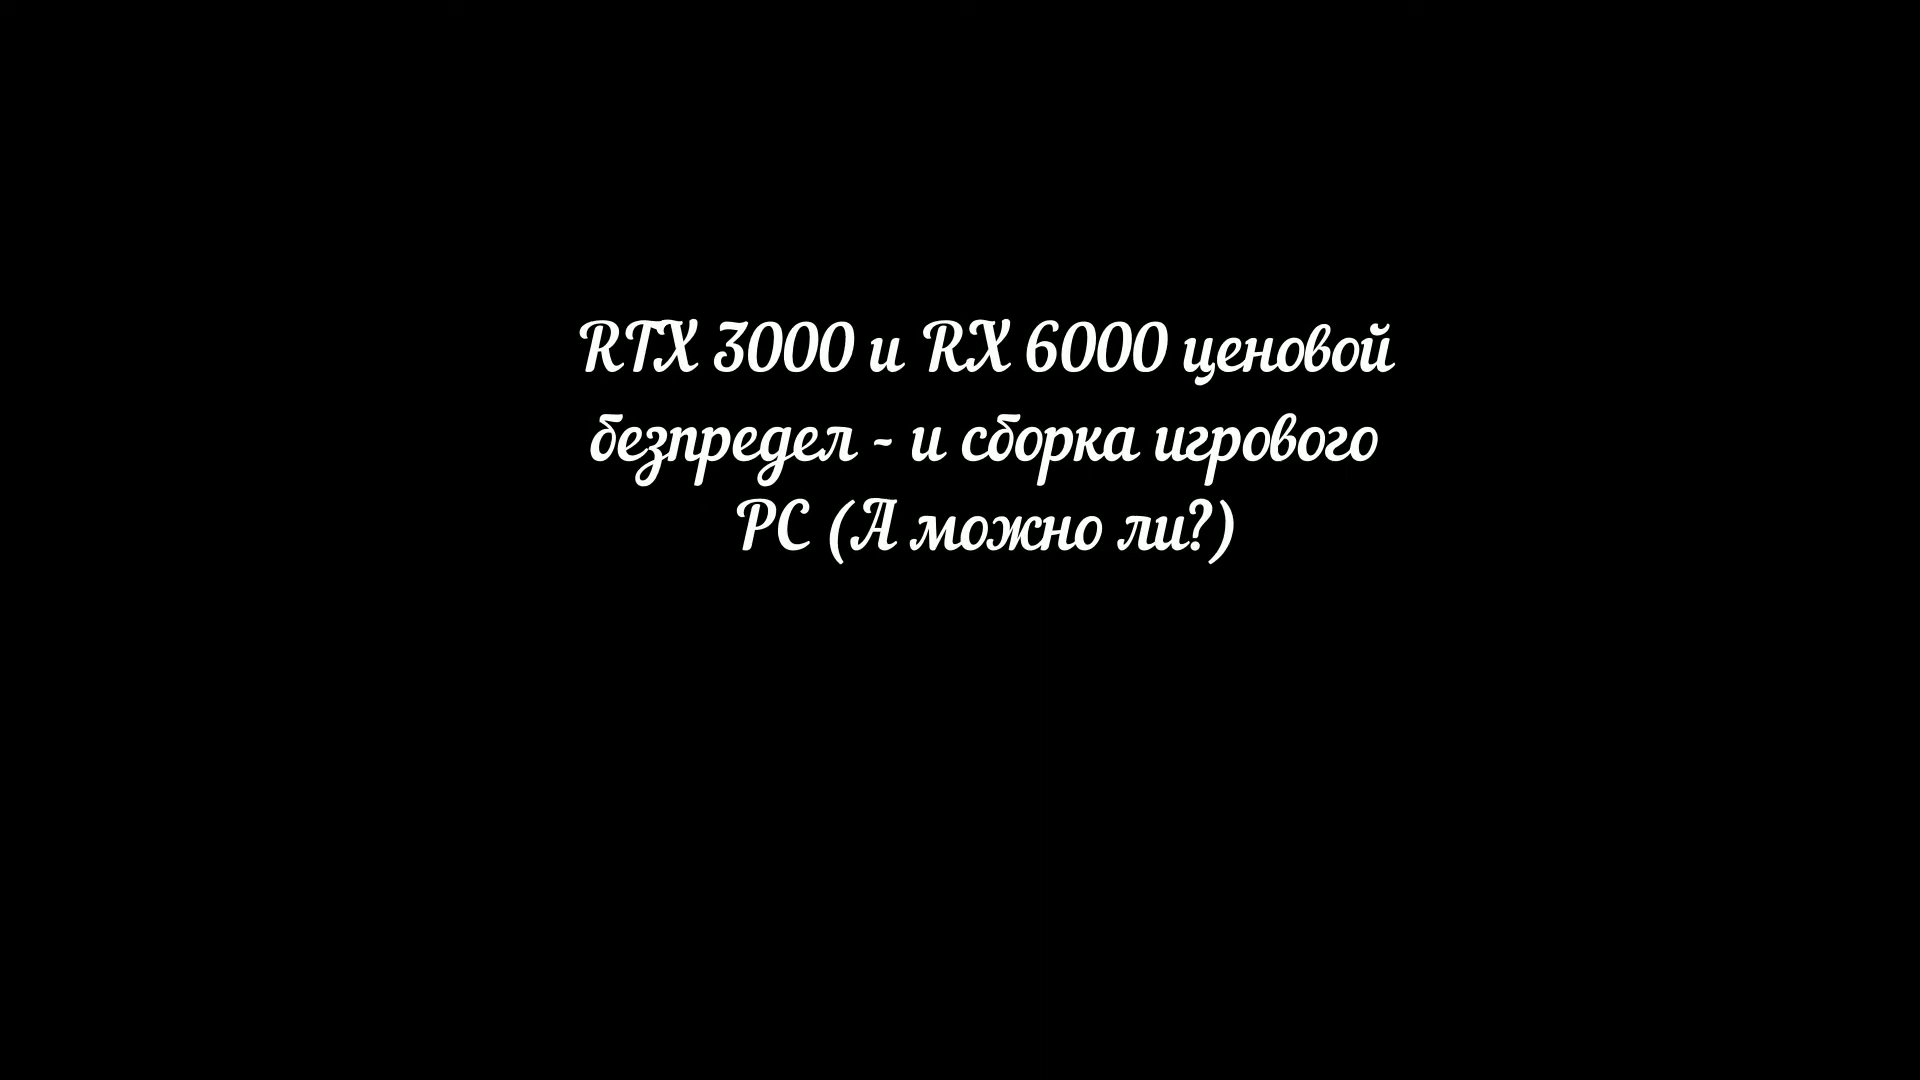 RTX 3000 и RX 6000 ценовой
безпредел - и сборка игрового
PC (А можно ли?)